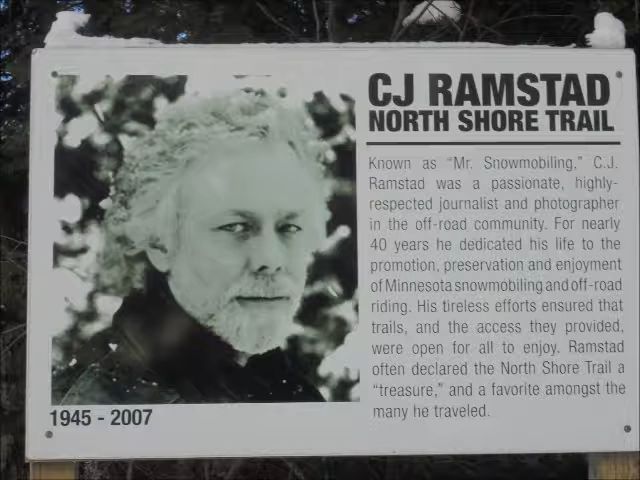 CJ RAMSTAD
NORTH SHORE TRAIL
Known as "Mr. Snowmobiling," C.J.
Ramstad was a passionate, highly-
respected journalist and photographer
in the off-road community. For nearly
40 years he dedicated his life to the
promotion, preservation and enjoyment
of Minnesota snowmobiling and off-road
riding. His tireless efforts ensured that
trails, and the access they provided,
were open for all to enjoy. Ramstad
often declared the North Shore Trail a
"treasure," and a favorite amongst the
many he traveled.
1945 - 2007